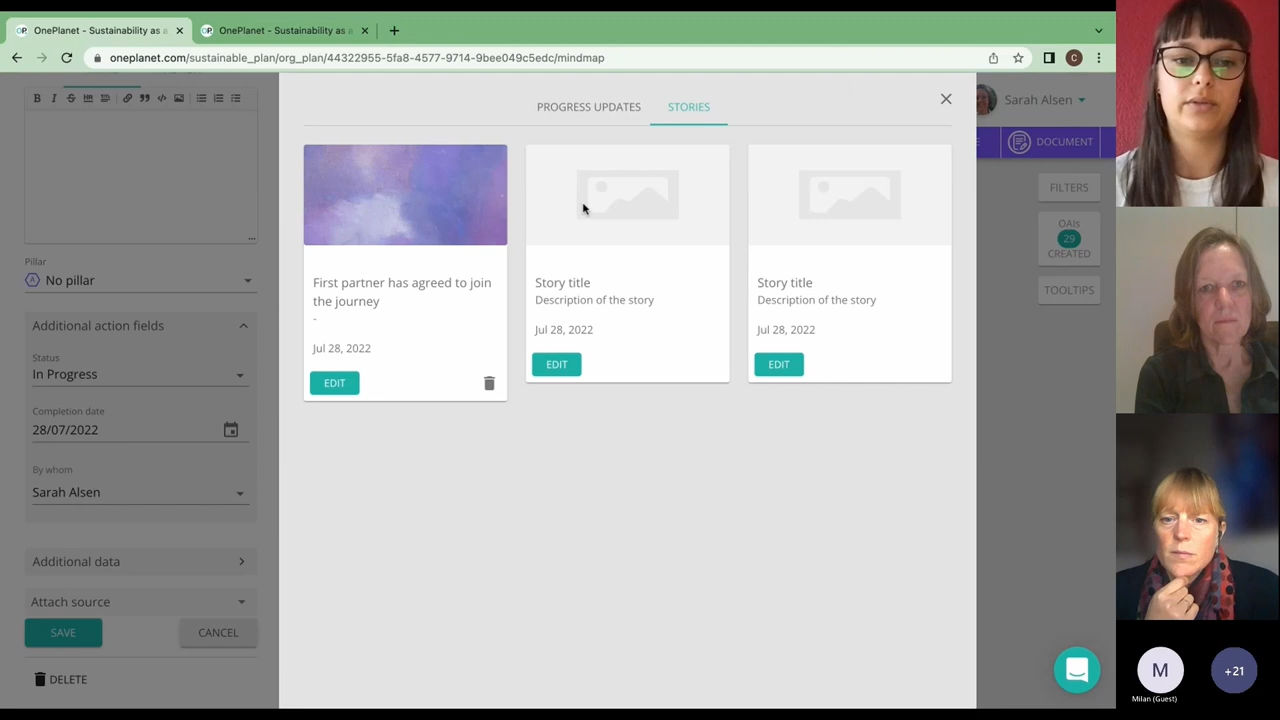 OnePlanet - Sustainability as a
OnePlanet - Sustainability as a
oneplanet.com/sustainable_plan/org_plan/44322955-5fa8-4577-9714-9bee049c5edc/mindmap
C
PROGRESS UPDATES
STORIES
Sarah Alsen
DOCUMENT
FILTERS
OAIs
29
CREATED
TOOLTIPS
Pillar
A
No pillar
Additional action fields
Status
In Progress
Completion date
28/07/2022
By whom
Sarah Alsen
Additional data
Attach source
SAVE
CANCEL
DELETE
First partner has agreed to join
the journey
-
Jul 28, 2022
EDIT
Story title
Description of the story
Jul 28, 2022
EDIT
Story title
Description of the story
Jul 28, 2022
EDIT
M
Milan (Guest)
+21